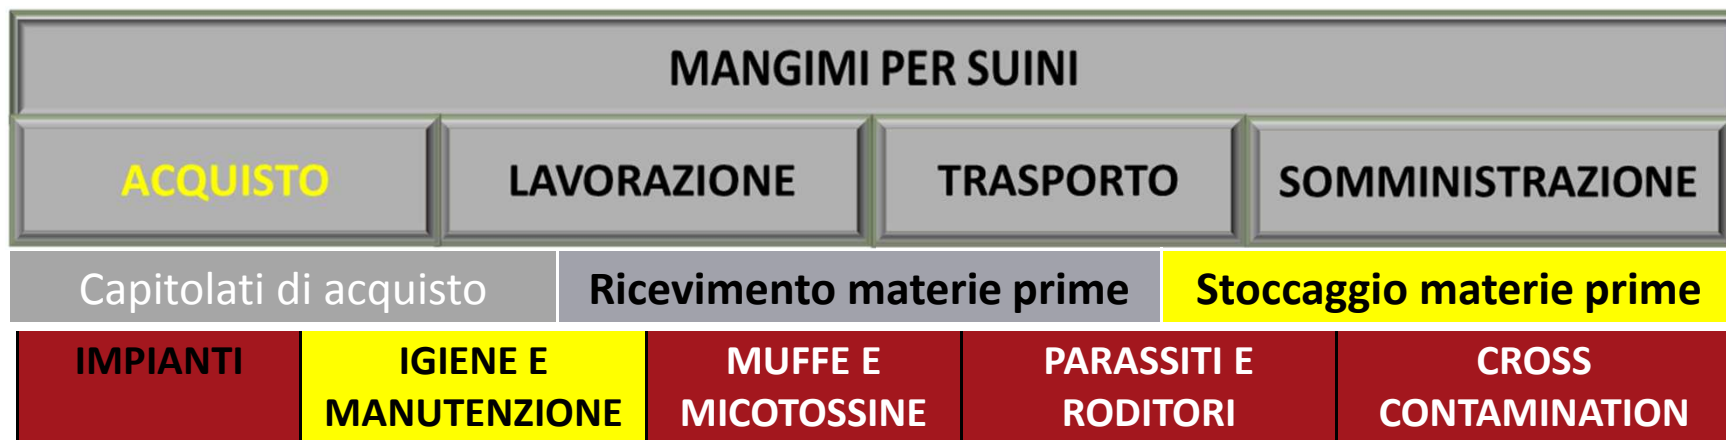 MANGIMI PER SUINI
ACQUISTO LAVORAZIONE TRASPORTO SOMMINISTRAZIONE
Capitolati di acquisto Ricevimento materie prime Stoccaggio materie prime
IMPIANTI
IGIENE E
MANUTENZIONE
MUFFE E
MICOTOSSINE
PARASSITI E
RODITORI
CROSS
CONTAMINATION